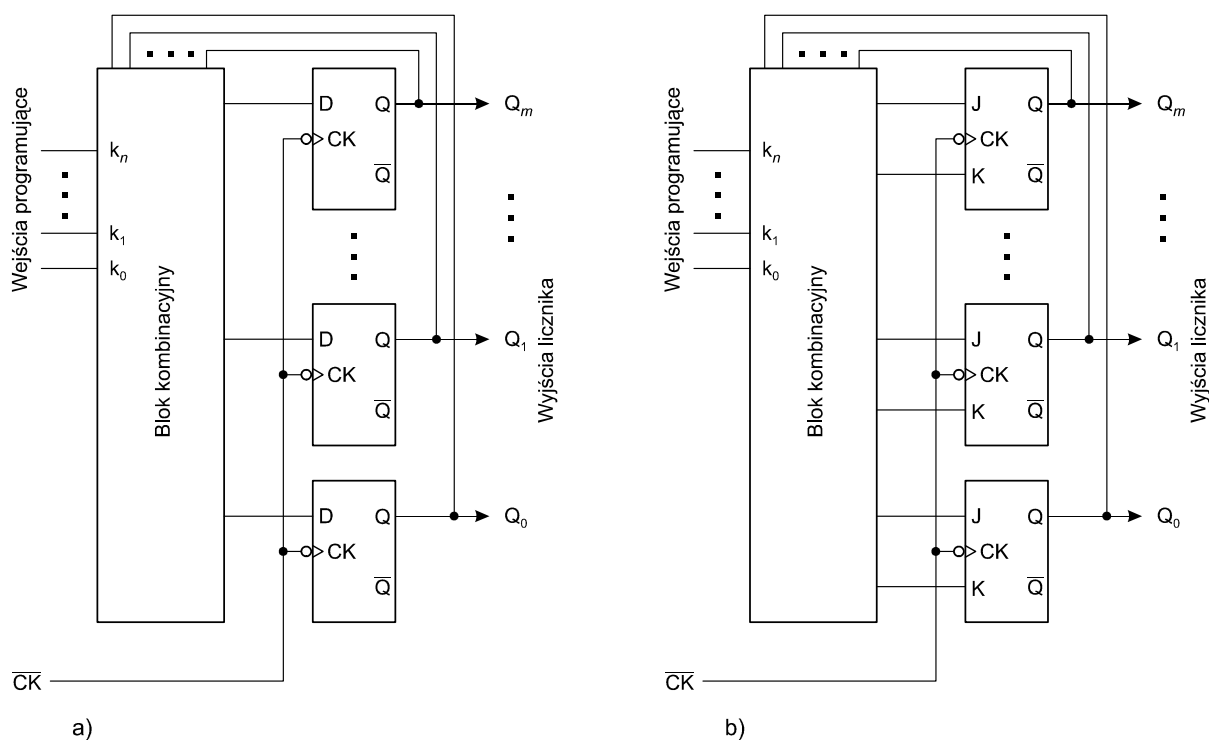 Wejścia programujące
k_n
k_1
k_0
Blok kombinacyjny
D
Q
CK
Q̅
Q_m
D
Q
CK
Q̅
Q_1
D
Q
CK
Q̅
Q_0
Wyjścia licznika
C̅K̅
a)
Wejścia programujące
k_n
k_1
k_0
Blok kombinacyjny
J
Q
CK
K
Q̅
Q_m
J
Q
CK
K
Q̅
Q_1
J
Q
CK
K
Q̅
Q_0
Wyjścia licznika
C̅K̅
b)